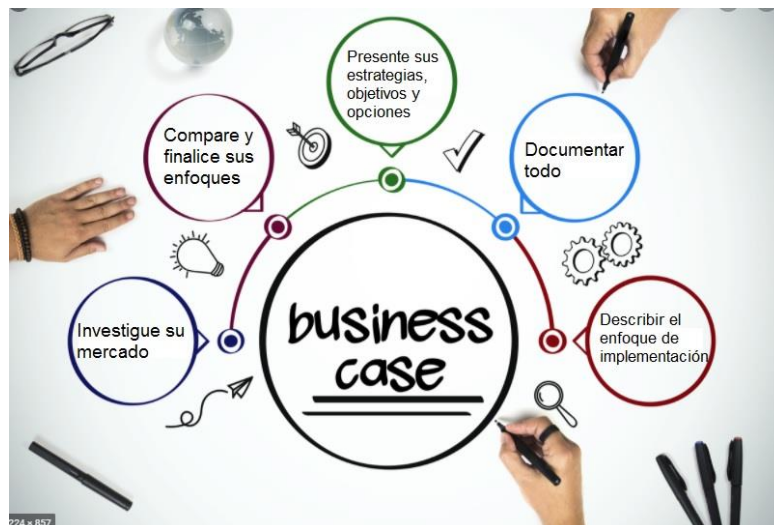 Presente sus
estrategias,
objetivos y
opciones
Compare y
finalice sus
enfoques
Documentar
todo
Investigue su
mercado
business
case
Describir el
enfoque de
implementación
224 × 857